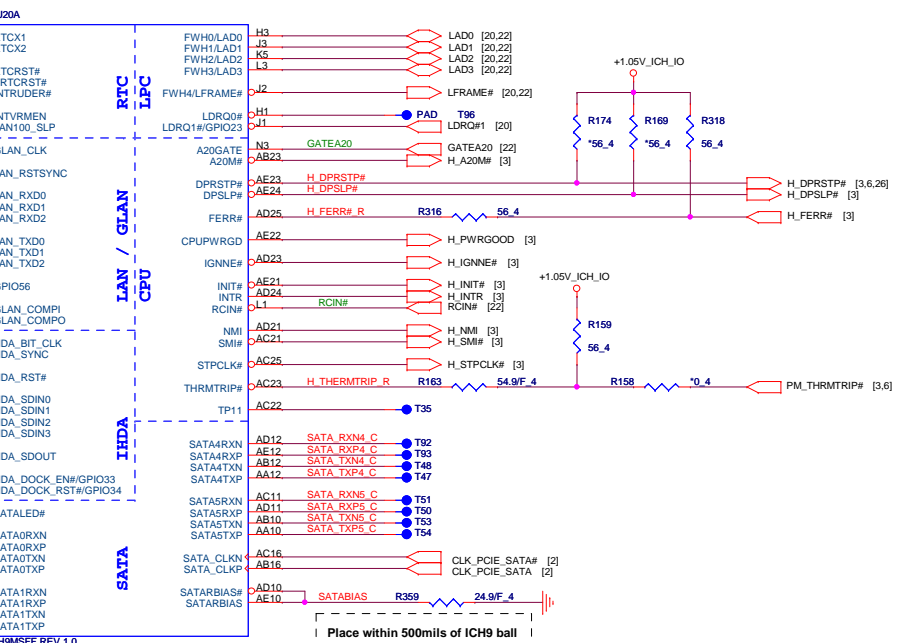 J20A
TCX1
TCX2
TCRST#
RTCRST#
NTRUDER#
NTVRMEN
AN100_SLP
LAN_CLK
AN_RSTSYNC
AN_RXD0
AN_RXD1
AN_RXD2
AN_TXD0
AN_TXD1
AN_TXD2
PIO56
LAN_COMPI
LAN_COMPO
DA_BIT_CLK
DA_SYNC
DA_RST#
DA_SDIN0
DA_SDIN1
DA_SDIN2
DA_SDIN3
DA_SDOUT
DA_DOCK_EN#/GPIO33
DA_DOCK_RST#/GPIO34
ATALED#
ATA0RXN
ATA0RXP
ATA0TXN
ATA0TXP
ATA1RXN
ATA1RXP
ATA1TXN
ATA1TXP
H9MSFF REV 1.0
RTC
LPC
LAN / GLAN
CPU
IHDA
SATA
FWH0/LAD0 H3 LAD0 [20,22]
FWH1/LAD1 J3 LAD1 [20,22]
FWH2/LAD2 K5 LAD2 [20,22]
FWH3/LAD3 L3 LAD3 [20,22]
FWH4/LFRAME# J2 LFRAME# [20,22]
LDRQ0# H1 PAD T96
LDRQ1#/GPIO23 J1 LDRQ#1 [20]
A20GATE N3 GATEA20 GATEA20 [22]
A20M# AB23 H_A20M# [3]
DPRSTP# AE23 H_DPRSTP# H_DPRSTP# [3,6,26]
DPSLP# AE24 H_DPSLP# H_DPSLP# [3]
FERR# AD25 H_FERR#_R R316 56_4 H_FERR# [3]
CPUPWRGD AE22 H_PWRGOOD [3]
IGNNE# AD23 H_IGNNE# [3]
INIT# AE21 H_INIT# [3]
INTR AD24 H_INTR [3]
RCIN# L1 RCIN# RCIN# [22]
NMI AD21 H_NMI [3]
SMI# AC21 H_SMI# [3]
STPCLK# AC25 H_STPCLK# [3]
THRMTRIP# AC23 H_THERMTRIP_R R163 54.9/F_4 R158 *0_4 PM_THRMTRIP# [3,6]
TP11 AC22 T35
SATA4RXN AD12 SATA_RXN4_C T92
SATA4RXP AE12 SATA_RXP4_C T93
SATA4TXN AB12 SATA_TXN4_C T48
SATA4TXP AA12 SATA_TXP4_C T47
SATA5RXN AC11 SATA_RXN5_C T51
SATA5RXP AD11 SATA_RXP5_C T50
SATA5TXN AB10 SATA_TXN5_C T53
SATA5TXP AA10 SATA_TXP5_C T54
SATA_CLKN AC16 CLK_PCIE_SATA# [2]
SATA_CLKP AB16 CLK_PCIE_SATA [2]
SATARBIAS# AD10
SATARBIAS AE10 SATABIAS R359 24.9/F_4
+1.05V_ICH_IO
R174 R169 R318
*56_4 *56_4 56_4
+1.05V_ICH_IO
R159
56_4
Place within 500mils of ICH9 ball